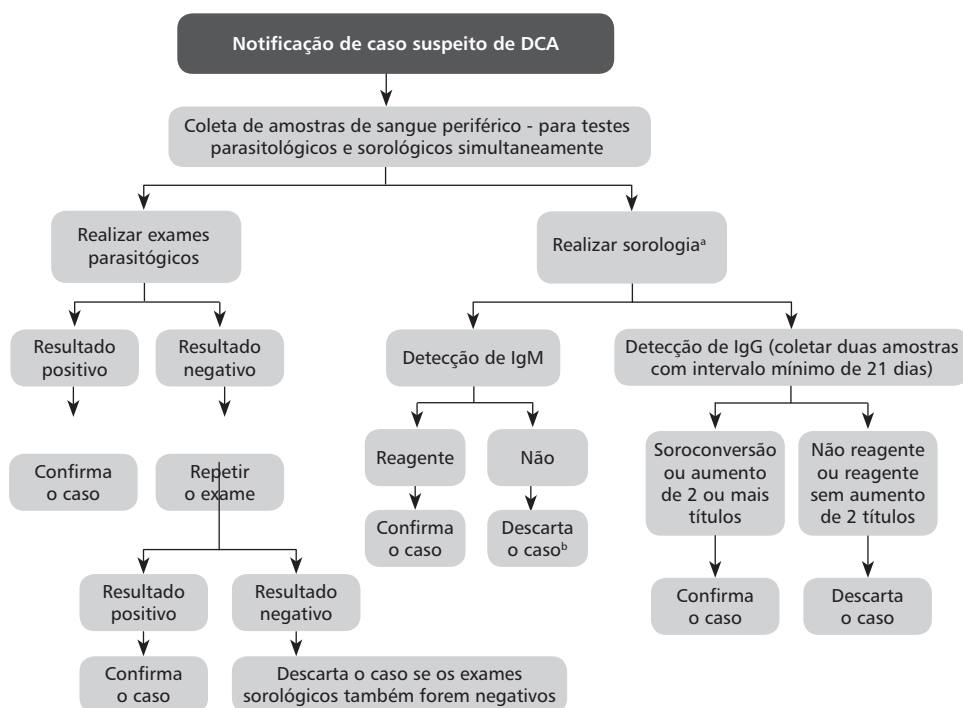 Notificação de caso suspeito de DCA
Coleta de amostras de sangue periférico - para testes
parasitológicos e sorológicos simultaneamente
Realizar exames
parasitógicos
Realizar sorologiaᵃ
Resultado
positivo
Resultado
negativo
Detecção de IgM
Detecção de IgG (coletar duas amostras
com intervalo mínimo de 21 dias)
Confirma
o caso
Repetir
o exame
Reagente
Não
Soroconversão
ou aumento
de 2 ou mais
títulos
Não reagente
ou reagente
sem aumento
de 2 títulos
Confirma
o caso
Descarta
o casoᵇ
Resultado
positivo
Resultado
negativo
Confirma
o caso
Descarta
o caso
Confirma
o caso
Descarta o caso se os exames
sorológicos também forem negativos